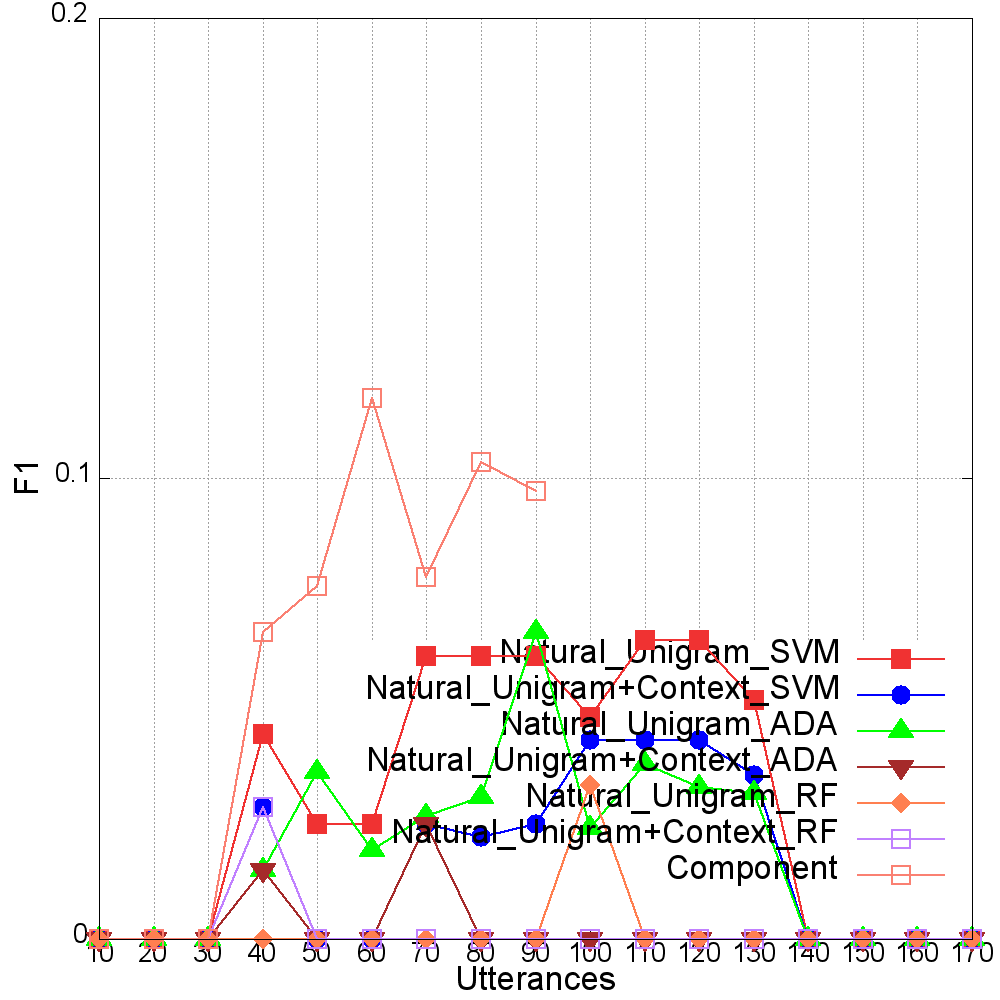 0.2
F1
0.1
Natural_Unigram_SVM
Natural_Unigram+Context_SVM
Natural_Unigram_ADA
Natural_Unigram+Context_ADA
Natural_Unigram_RF
Natural_Unigram+Context_RF
Component
0
10 20 30 40 50 60 70 80 90 100 110 120 130 140 150 160 170
Utterances